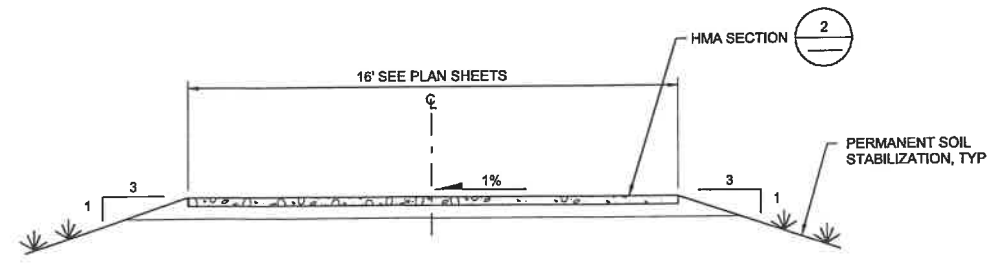 2
HMA SECTION
16' SEE PLAN SHEETS
℄
PERMANENT SOIL
STABILIZATION, TYP
3
1%
3
1
1